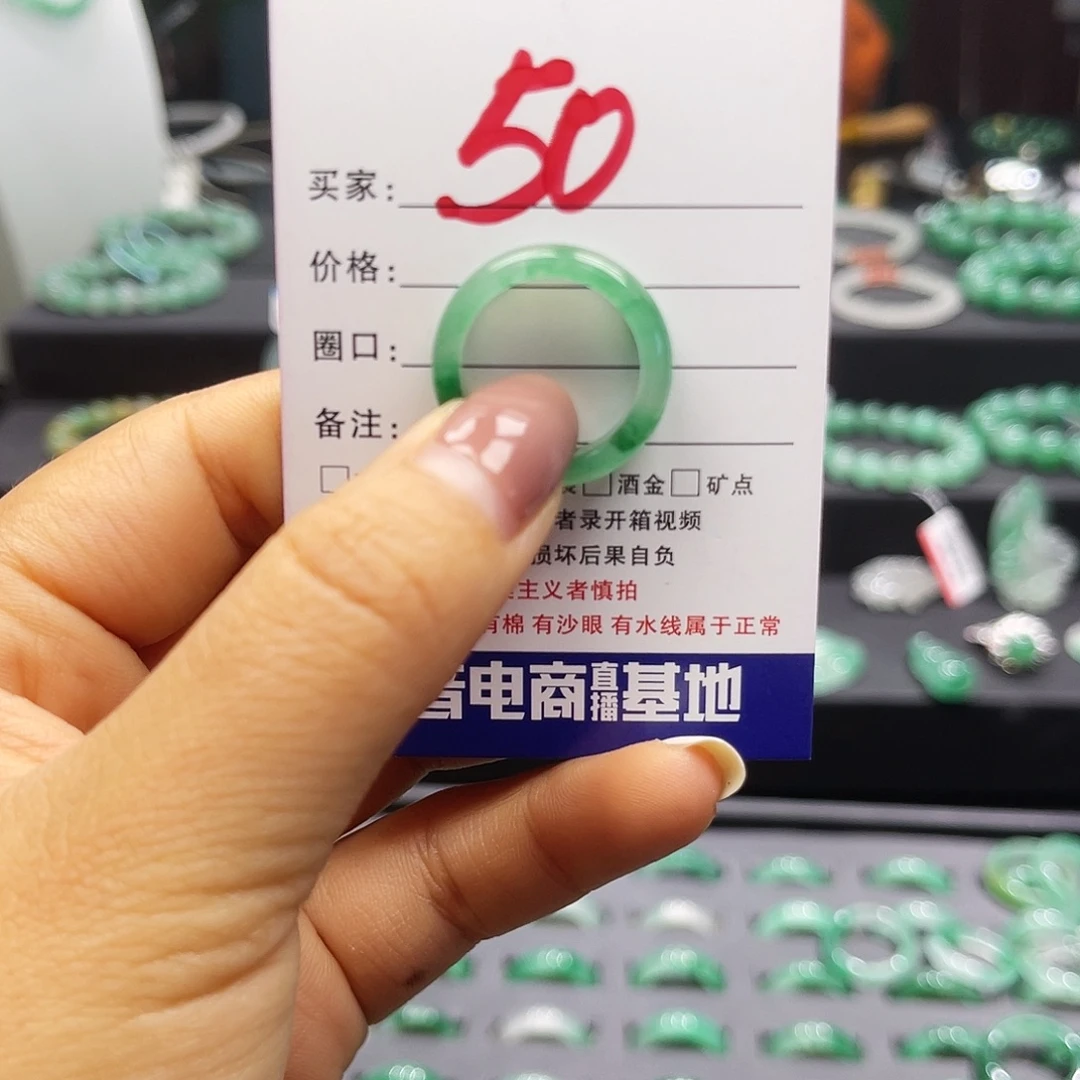 50
买家:
价格:
圈口:
备注:
酒金 矿点
者录开箱视频
损坏后果自负
主义者慎拍
有棉 有沙眼 有水线属于正常
电商直播基地